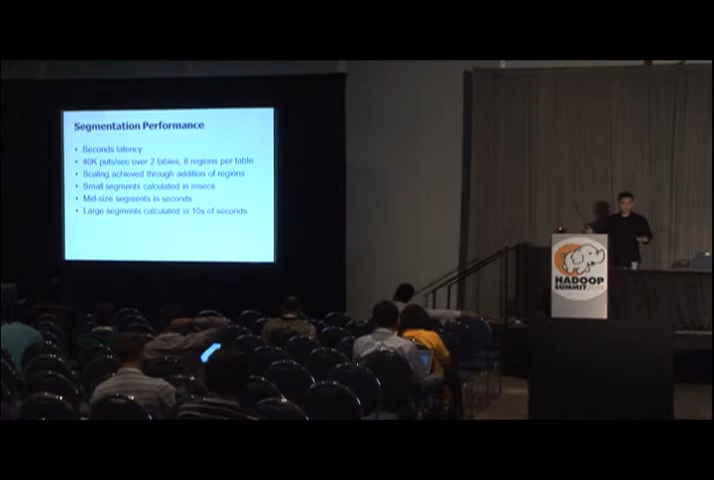 Segmentation Performance
• Seconds latency
• 40K puts/sec over 2 tables, 8 regions per table
• Scaling achieved through addition of regions
• Small segments calculated in msecs
• Mid-size segments in seconds
• Large segments calculated in 10s of seconds
HADOOP
SUMMIT